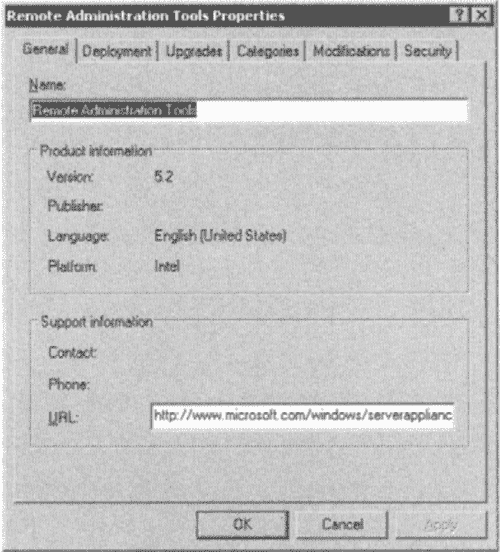 Remote Administration Tools Properties
? X
General Deployment Upgrades Categories Modifications Security
Name:
Remote Administration Tools
Product information
Version: 5.2
Publisher:
Language: English (United States)
Platform: Intel
Support information
Contact:
Phone:
URL: http://www.microsoft.com/windows/serverapplianc
OK Cancel Apply